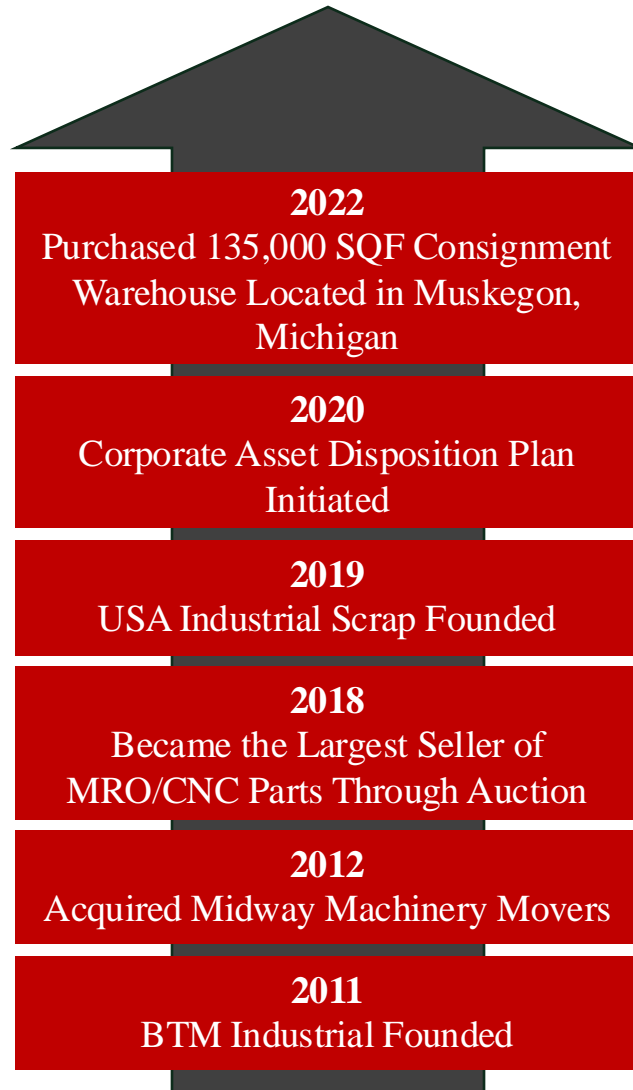 2022
Purchased 135,000 SQF Consignment
Warehouse Located in Muskegon,
Michigan
2020
Corporate Asset Disposition Plan
Initiated
2019
USA Industrial Scrap Founded
2018
Became the Largest Seller of
MRO/CNC Parts Through Auction
2012
Acquired Midway Machinery Movers
2011
BTM Industrial Founded